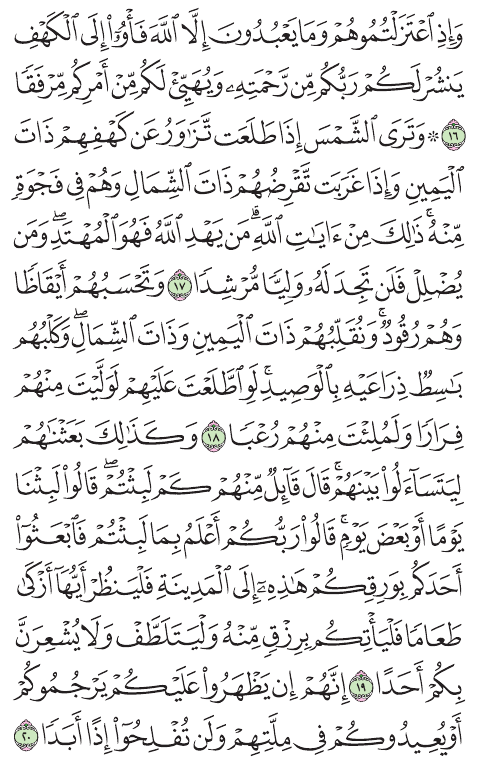 وَإِذِ ٱعْتَزَلْتُمُوهُمْ وَمَا يَعْبُدُونَ إِلَّا ٱللَّهَ فَأْوُۥٓا۟ إِلَى ٱلْكَهْفِ
يَنشُرْ لَكُمْ رَبُّكُم مِّن رَّحْمَتِهِۦ وَيُهَيِّئْ لَكُم مِّنْ أَمْرِكُم مِّرْفَقًا
١٦ ۞ وَتَرَى ٱلشَّمْسَ إِذَا طَلَعَت تَّزَٰوَرُ عَن كَهْفِهِمْ ذَاتَ
ٱلْيَمِينِ وَإِذَا غَرَبَت تَّقْرِضُهُمْ ذَاتَ ٱلشِّمَالِ وَهُمْ فِى فَجْوَةٍ
مِّنْهُ ۚ ذَٰلِكَ مِنْ ءَايَٰتِ ٱللَّهِ ۗ مَن يَهْدِ ٱللَّهُ فَهُوَ ٱلْمُهْتَدِ ۖ وَمَن
يُضْلِلْ فَلَن تَجِدَ لَهُۥ وَلِيًّا مُّرْشِدًا ١٧ وَتَحْسَبُهُمْ أَيْقَاظًا
وَهُمْ رُقُودٌ ۚ وَنُقَلِّبُهُمْ ذَاتَ ٱلْيَمِينِ وَذَاتَ ٱلشِّمَالِ ۖ وَكَلْبُهُم
بَٰسِطٌ ذِرَاعَيْهِ بِٱلْوَصِيدِ ۚ لَوِ ٱطَّلَعْتَ عَلَيْهِمْ لَوَلَّيْتَ مِنْهُمْ
فِرَارًا وَلَمُلِئْتَ مِنْهُمْ رُعْبًا ١٨ وَكَذَٰلِكَ بَعَثْنَٰهُمْ
لِيَتَسَآءَلُوا۟ بَيْنَهُمْ ۚ قَالَ قَآئِلٌ مِّنْهُمْ كَمْ لَبِثْتُمْ ۖ قَالُوا۟ لَبِثْنَا
يَوْمًا أَوْ بَعْضَ يَوْمٍ ۚ قَالُوا۟ رَبُّكُمْ أَعْلَمُ بِمَا لَبِثْتُمْ فَٱبْعَثُوٓا۟
أَحَدَكُم بِوَرِقِكُمْ هَٰذِهِۦٓ إِلَى ٱلْمَدِينَةِ فَلْيَنظُرْ أَيُّهَآ أَزْكَىٰ
طَعَامًا فَلْيَأْتِكُم بِرِزْقٍ مِّنْهُ وَلْيَتَلَطَّفْ وَلَا يُشْعِرَنَّ
بِكُمْ أَحَدًا ١٩ إِنَّهُمْ إِن يَظْهَرُوا۟ عَلَيْكُمْ يَرْجُمُوكُمْ
أَوْ يُعِيدُوكُمْ فِى مِلَّتِهِمْ وَلَن تُفْلِحُوٓا۟ إِذًا أَبَدًا ٢٠